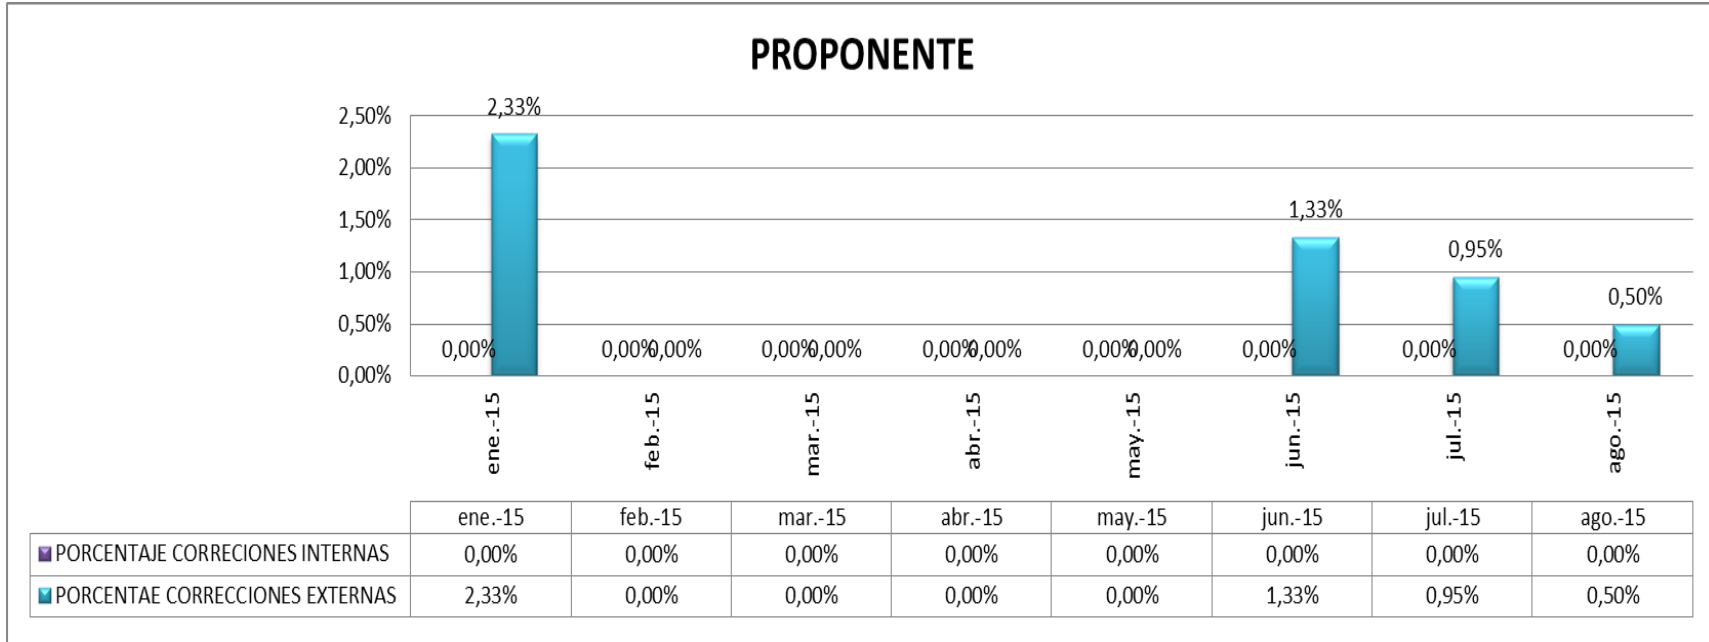 PROPONENTE
2,33%
2,50%
2,00%
1,50%
1,33%
0,95%
1,00%
0,50%
0,50%
0,00% 0,00% 0,00% 0,00% 0,00% 0,00% 0,00% 0,00% 0,00% 0,00% 0,00% 0,00%
0,00%
ene.-15 feb.-15 mar.-15 abr.-15 may.-15 jun.-15 jul.-15 ago.-15
ene.-15 feb.-15 mar.-15 abr.-15 may.-15 jun.-15 jul.-15 ago.-15
PORCENTAJE CORRECIONES INTERNAS 0,00% 0,00% 0,00% 0,00% 0,00% 0,00% 0,00% 0,00%
PORCENTAE CORRECCIONES EXTERNAS 2,33% 0,00% 0,00% 0,00% 0,00% 1,33% 0,95% 0,50%